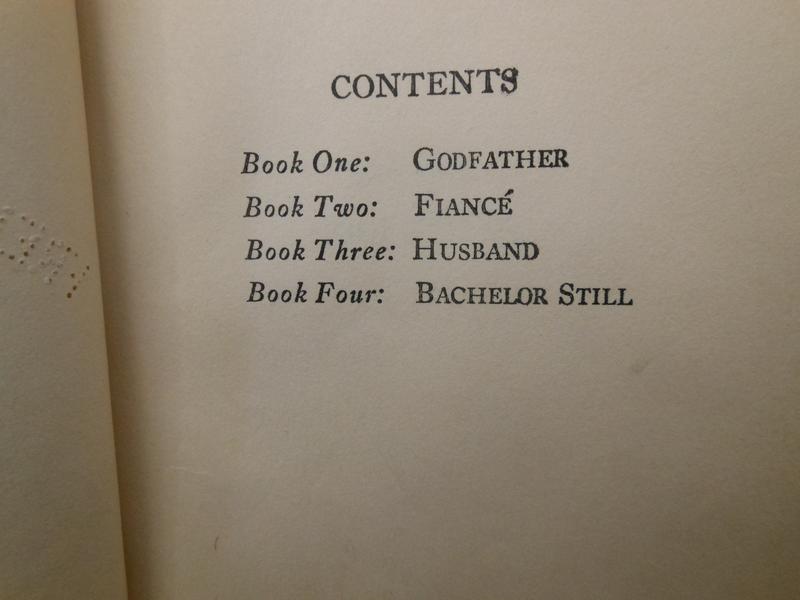 CONTENTS
Book One: GODFATHER
Book Two: FIANCÉ
Book Three: HUSBAND
Book Four: BACHELOR STILL